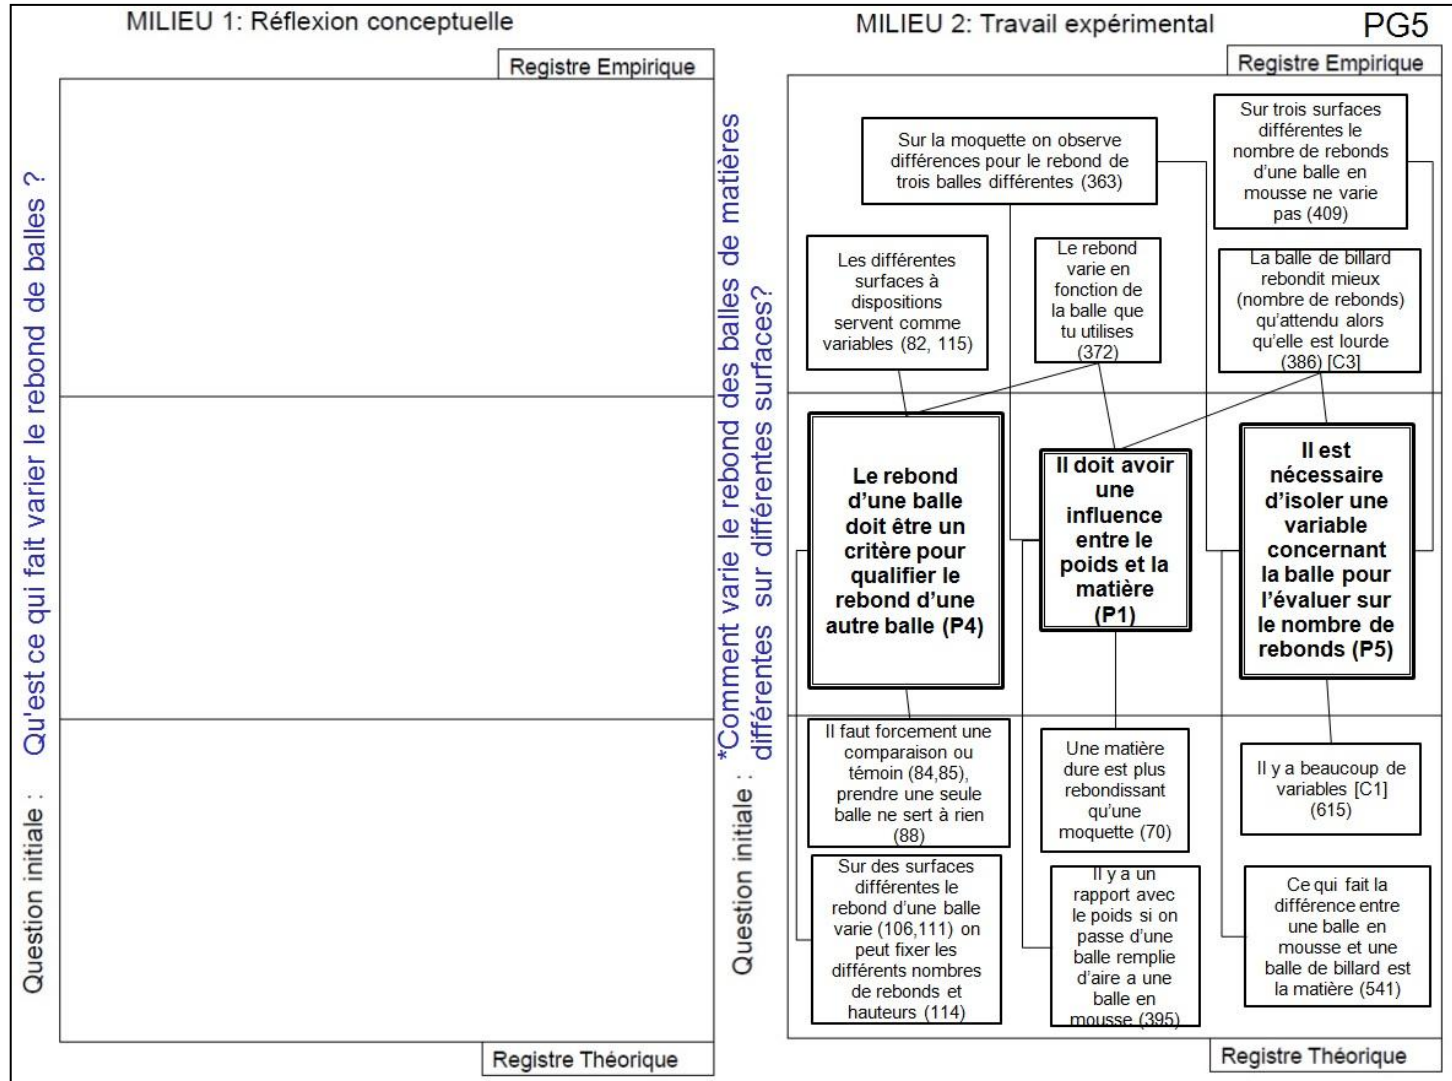 MILIEU 1: Réflexion conceptuelle
Registre Empirique
Question initiale : Qu'est ce qui fait varier le rebond de balles ?
Registre Théorique
MILIEU 2: Travail expérimental
PG5
Registre Empirique
Question initiale : *Comment varie le rebond des balles de matières
différentes sur différentes surfaces?
Sur la moquette on observe
différences pour le rebond de
trois balles différentes (363)
Sur trois surfaces
différentes le
nombre de rebonds
d'une balle en
mousse ne varie
pas (409)
Les différentes
surfaces à
dispositions
servent comme
variables (82, 115)
Le rebond
varie en
fonction de
la balle que
tu utilises
(372)
La balle de billard
rebondit mieux
(nombre de rebonds)
qu'attendu alors
qu'elle est lourde
(386) [C3]
Le rebond
d'une balle
doit être un
critère pour
qualifier le
rebond d'une
autre balle (P4)
Il doit avoir
une
influence
entre le
poids et la
matière
(P1)
Il est
nécessaire
d'isoler une
variable
concernant
la balle pour
l'évaluer sur
le nombre de
rebonds (P5)
Il faut forcement une
comparaison ou
témoin (84,85),
prendre une seule
balle ne sert à rien
(88)
Une matière
dure est plus
rebondissant
qu'une
moquette (70)
Il y a beaucoup de
variables [C1]
(615)
Sur des surfaces
différentes le
rebond d'une balle
varie (106,111) on
peut fixer les
différents nombres
de rebonds et
hauteurs (114)
Il y a un
rapport avec
le poids si on
passe d'une
balle remplie
d'aire a une
balle en
mousse (395)
Ce qui fait la
différence entre
une balle en
mousse et une
balle de billard est
la matière (541)
Registre Théorique